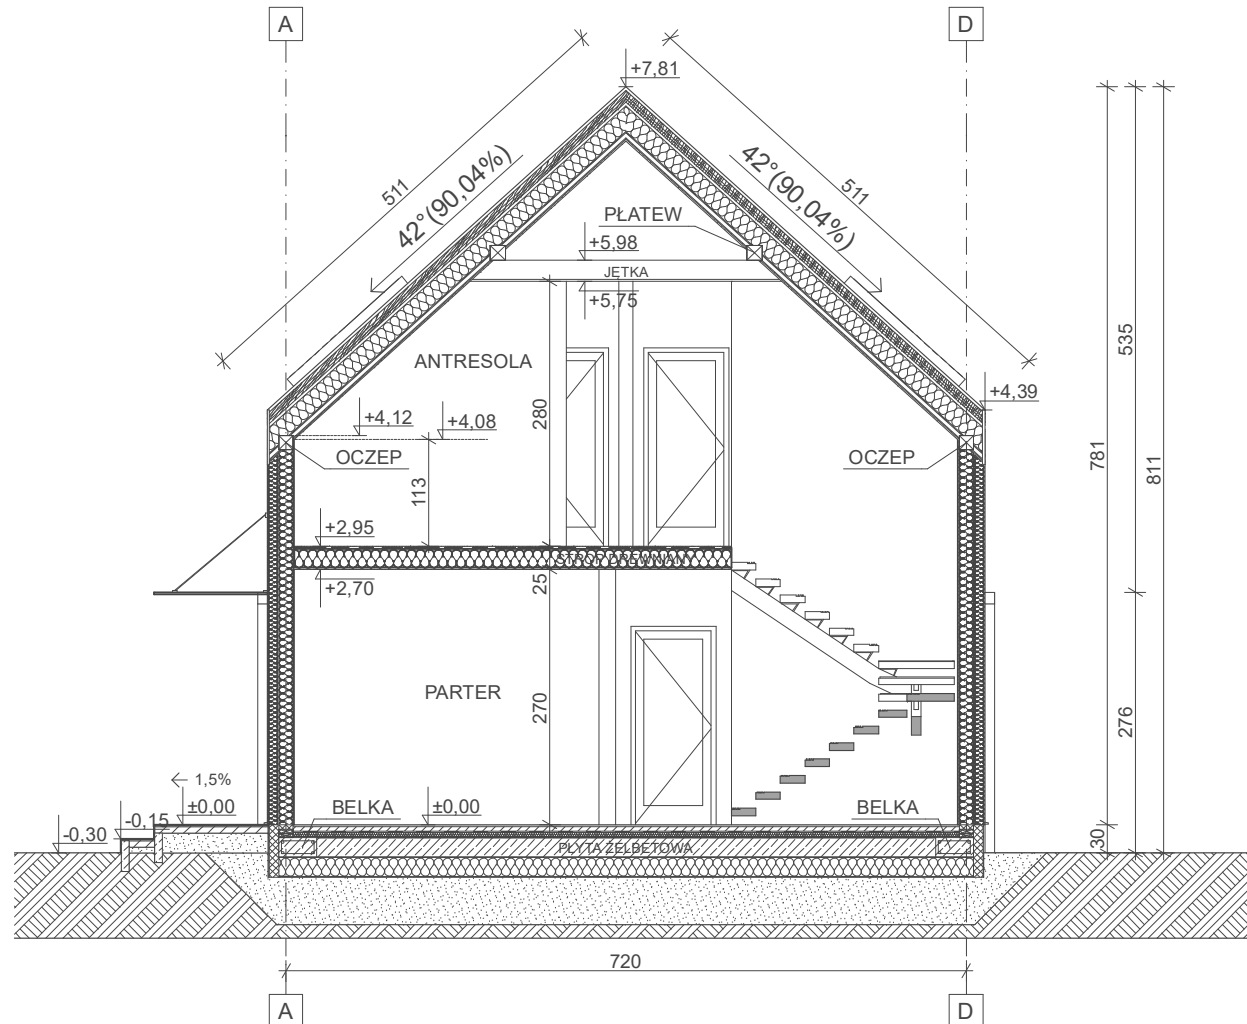 A
D
+7,81
511
42°(90,04%)
42°(90,04%)
511
PŁATEW
+5,98
JĘTKA
+5,75
ANTRESOLA
535
+4,39
+4,12
+4,08
280
OCZEP
OCZEP
781
811
113
+2,95
STROP DREWNIANY
+2,70
25
PARTER
270
276
1,5%
±0,00
BELKA
±0,00
BELKA
-0,15
-0,30
30
PŁYTA ŻELBETOWA
720
A
D